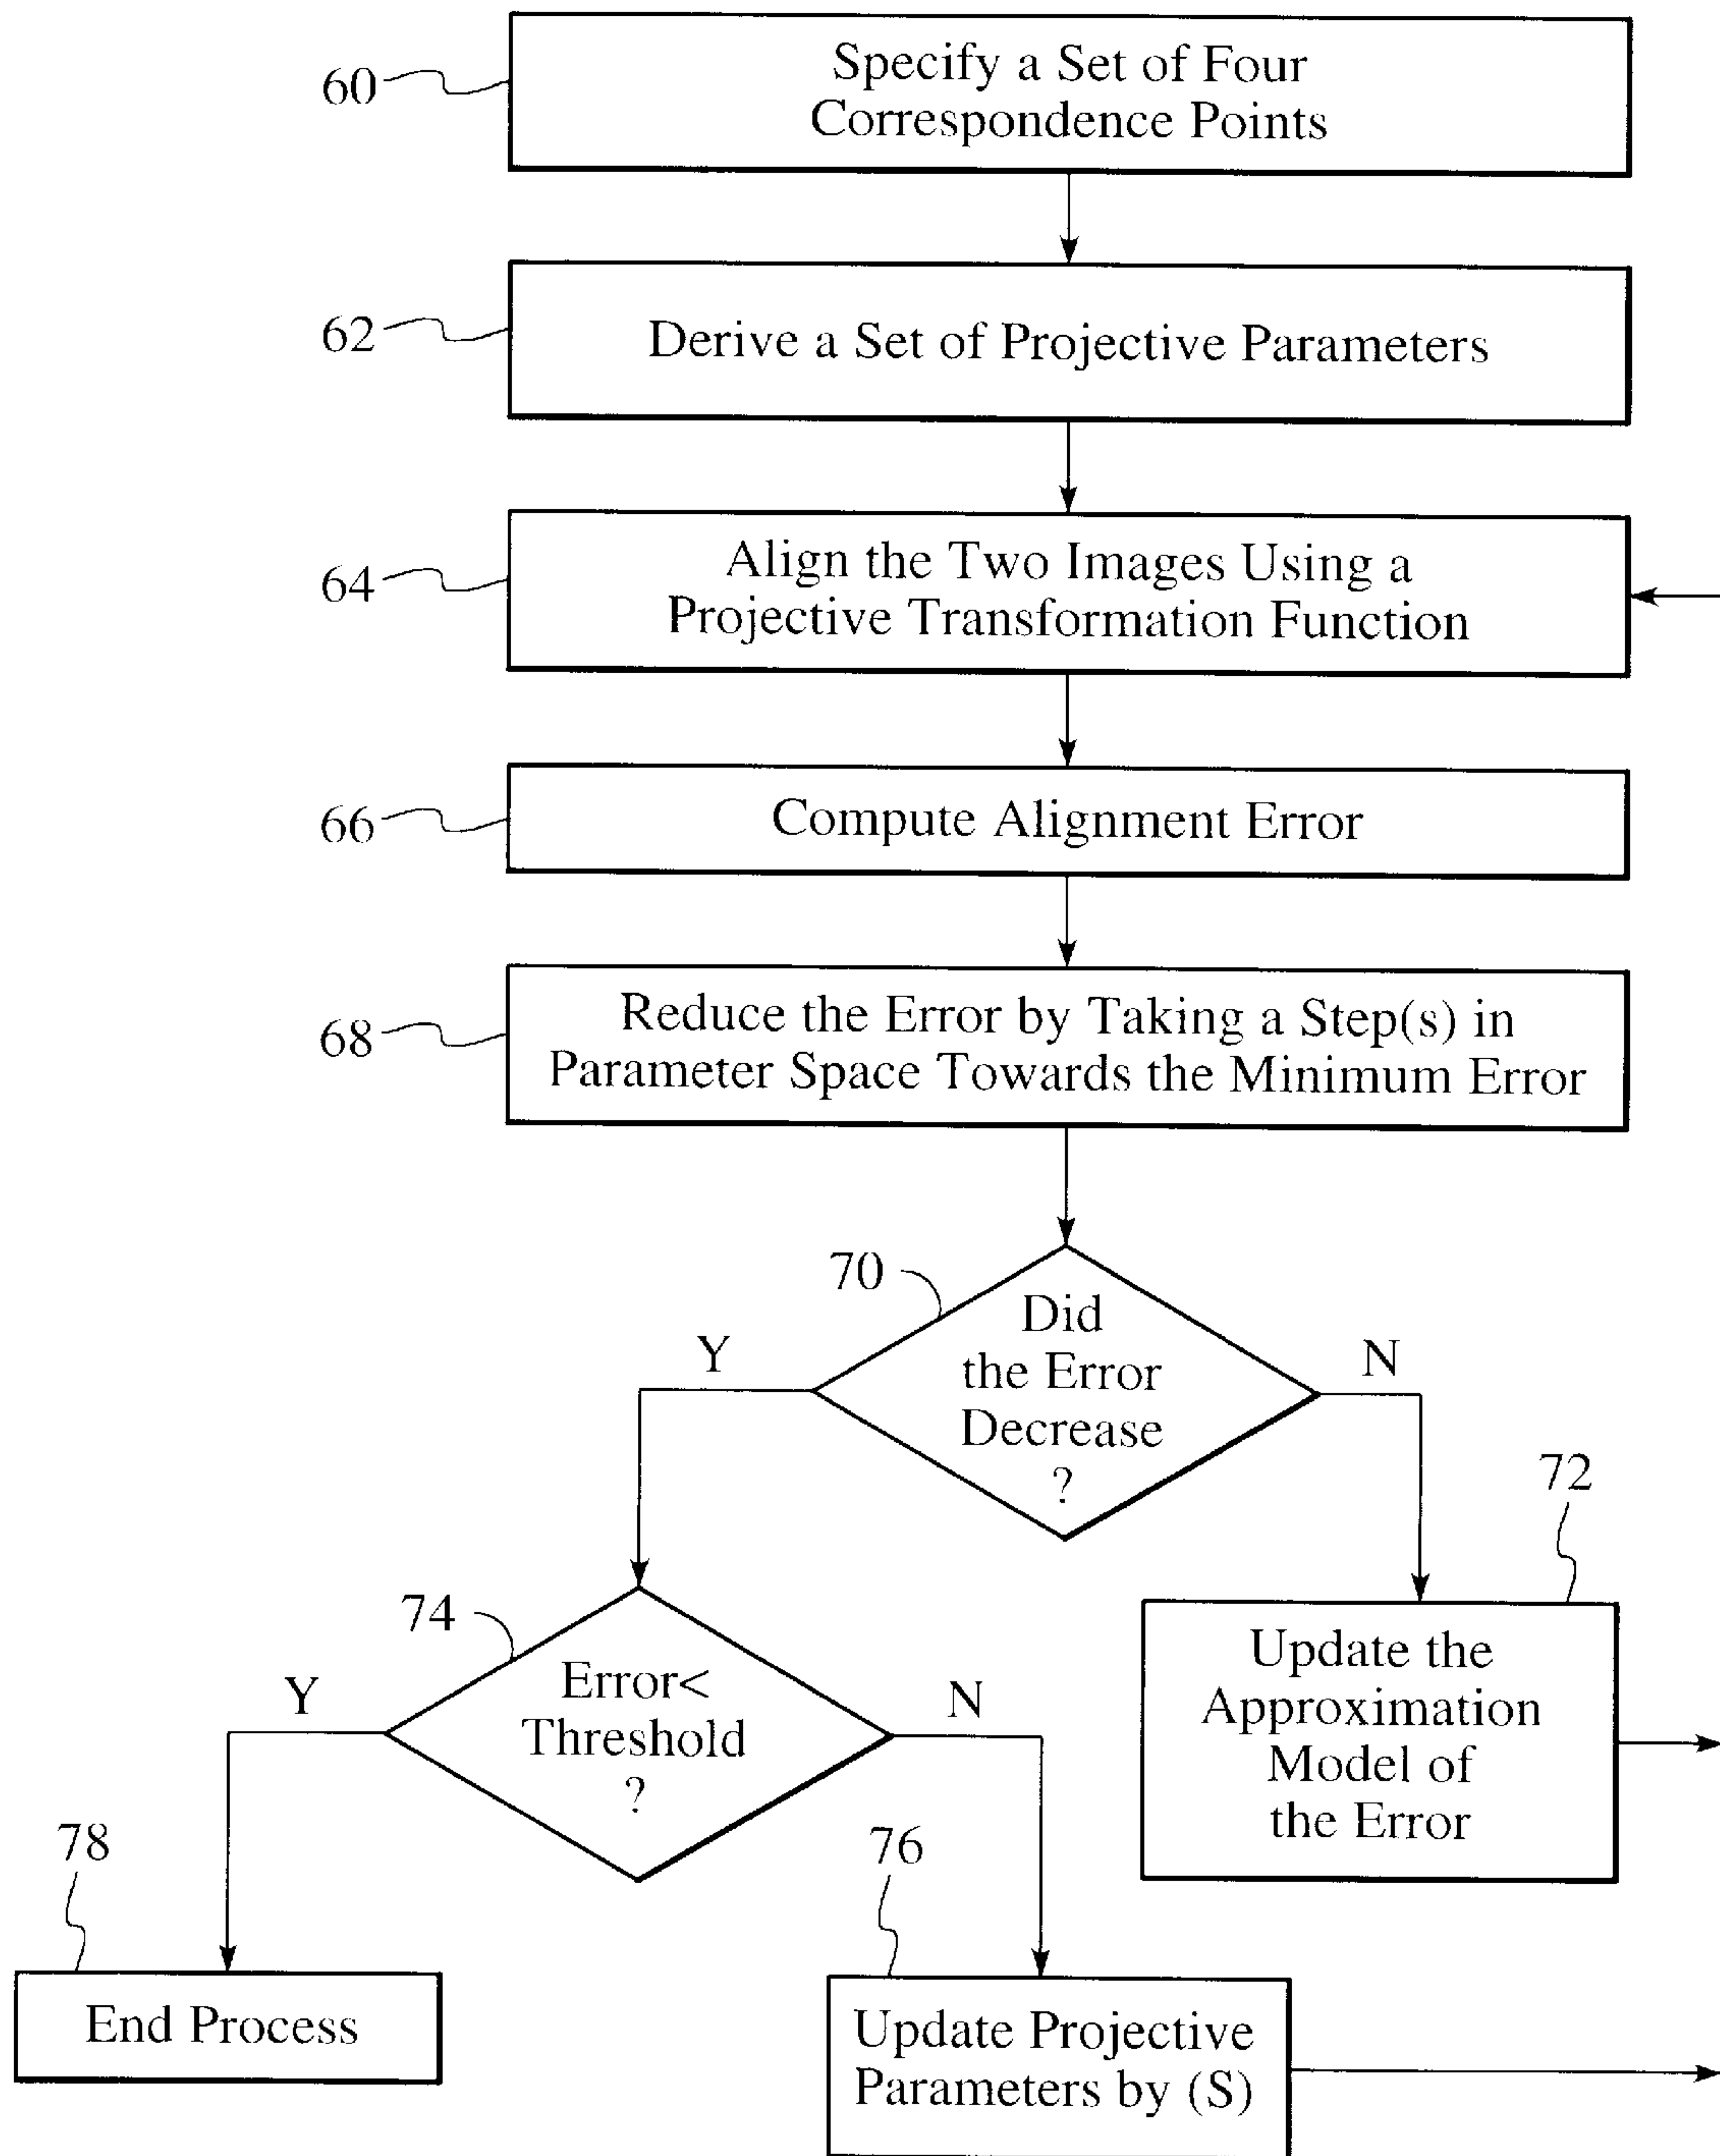 60
Specify a Set of Four
Correspondence Points
62
Derive a Set of Projective Parameters
64
Align the Two Images Using a
Projective Transformation Function
66
Compute Alignment Error
68
Reduce the Error by Taking a Step(s) in
Parameter Space Towards the Minimum Error
70
Did
the Error
Decrease
?
Y
N
72
Update the
Approximation
Model of
the Error
74
Error<
Threshold
?
Y
N
78
End Process
76
Update Projective
Parameters by (S)